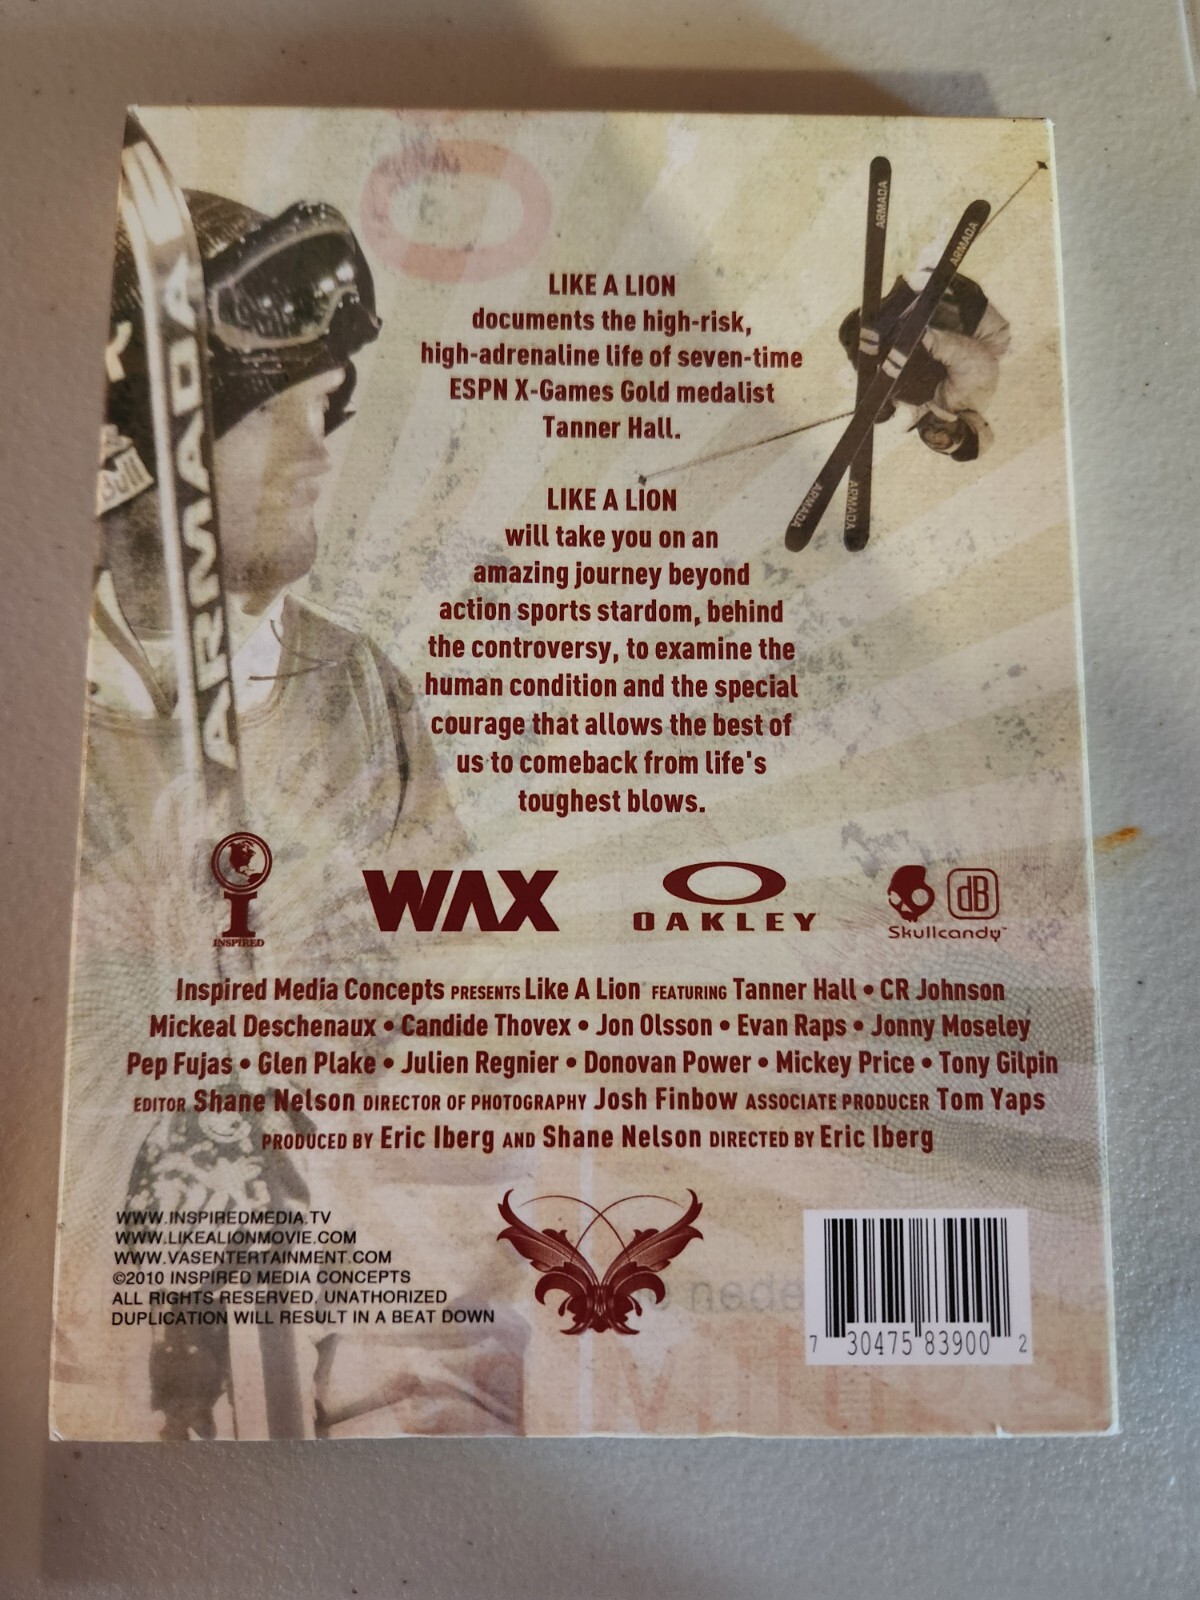 LIKE A LION
documents the high-risk,
high-adrenaline life of seven-time
ESPN X-Games Gold medalist
Tanner Hall.
LIKE A LION
will take you on an
amazing journey beyond
action sports stardom, behind
the controversy, to examine the
human condition and the special
courage that allows the best of
us to comeback from life's
toughest blows.
ARMADA
ARMADA
ARMADA
ARMADA
ARMADA
Bull
INSPIRED
WAX
OAKLEY
dB
Skullcandy™
Inspired Media Concepts PRESENTS Like A Lion FEATURING Tanner Hall • CR Johnson
Mickeal Deschenaux • Candide Thovex • Jon Olsson • Evan Raps • Jonny Moseley
Pep Fujas • Glen Plake • Julien Regnier • Donovan Power • Mickey Price • Tony Gilpin
EDITOR Shane Nelson DIRECTOR OF PHOTOGRAPHY Josh Finbow ASSOCIATE PRODUCER Tom Yaps
PRODUCED BY Eric Iberg AND Shane Nelson DIRECTED BY Eric Iberg
WWW.INSPIREDMEDIA.TV
WWW.LIKEALIONMOVIE.COM
WWW.VASENTERTAINMENT.COM
©2010 INSPIRED MEDIA CONCEPTS
ALL RIGHTS RESERVED. UNATHORIZED
DUPLICATION WILL RESULT IN A BEAT DOWN
7 30475 83900 2